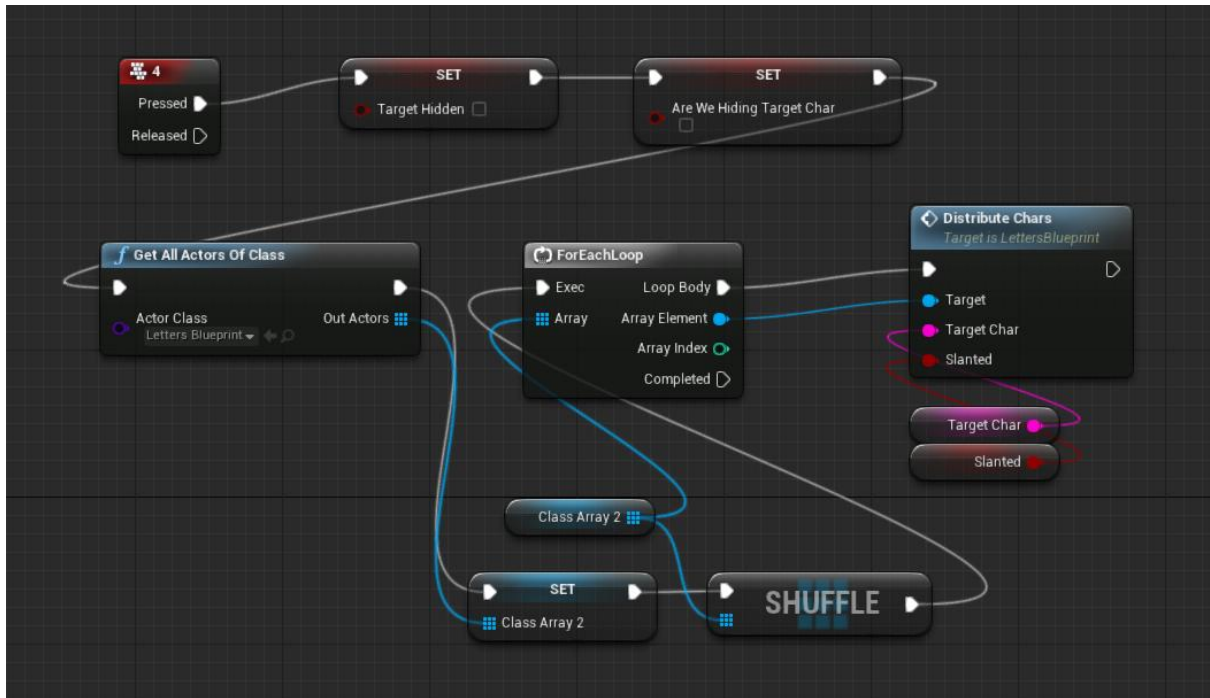 4
Pressed
Released
SET
Target Hidden
SET
Are We Hiding Target Char
f Get All Actors Of Class
Actor Class
Letters Blueprint
Out Actors
ForEachLoop
Exec
Loop Body
Array
Array Element
Array Index
Completed
Distribute Chars
Target is LettersBlueprint
Target
Target Char
Slanted
Target Char
Slanted
Class Array 2
SET
Class Array 2
SHUFFLE